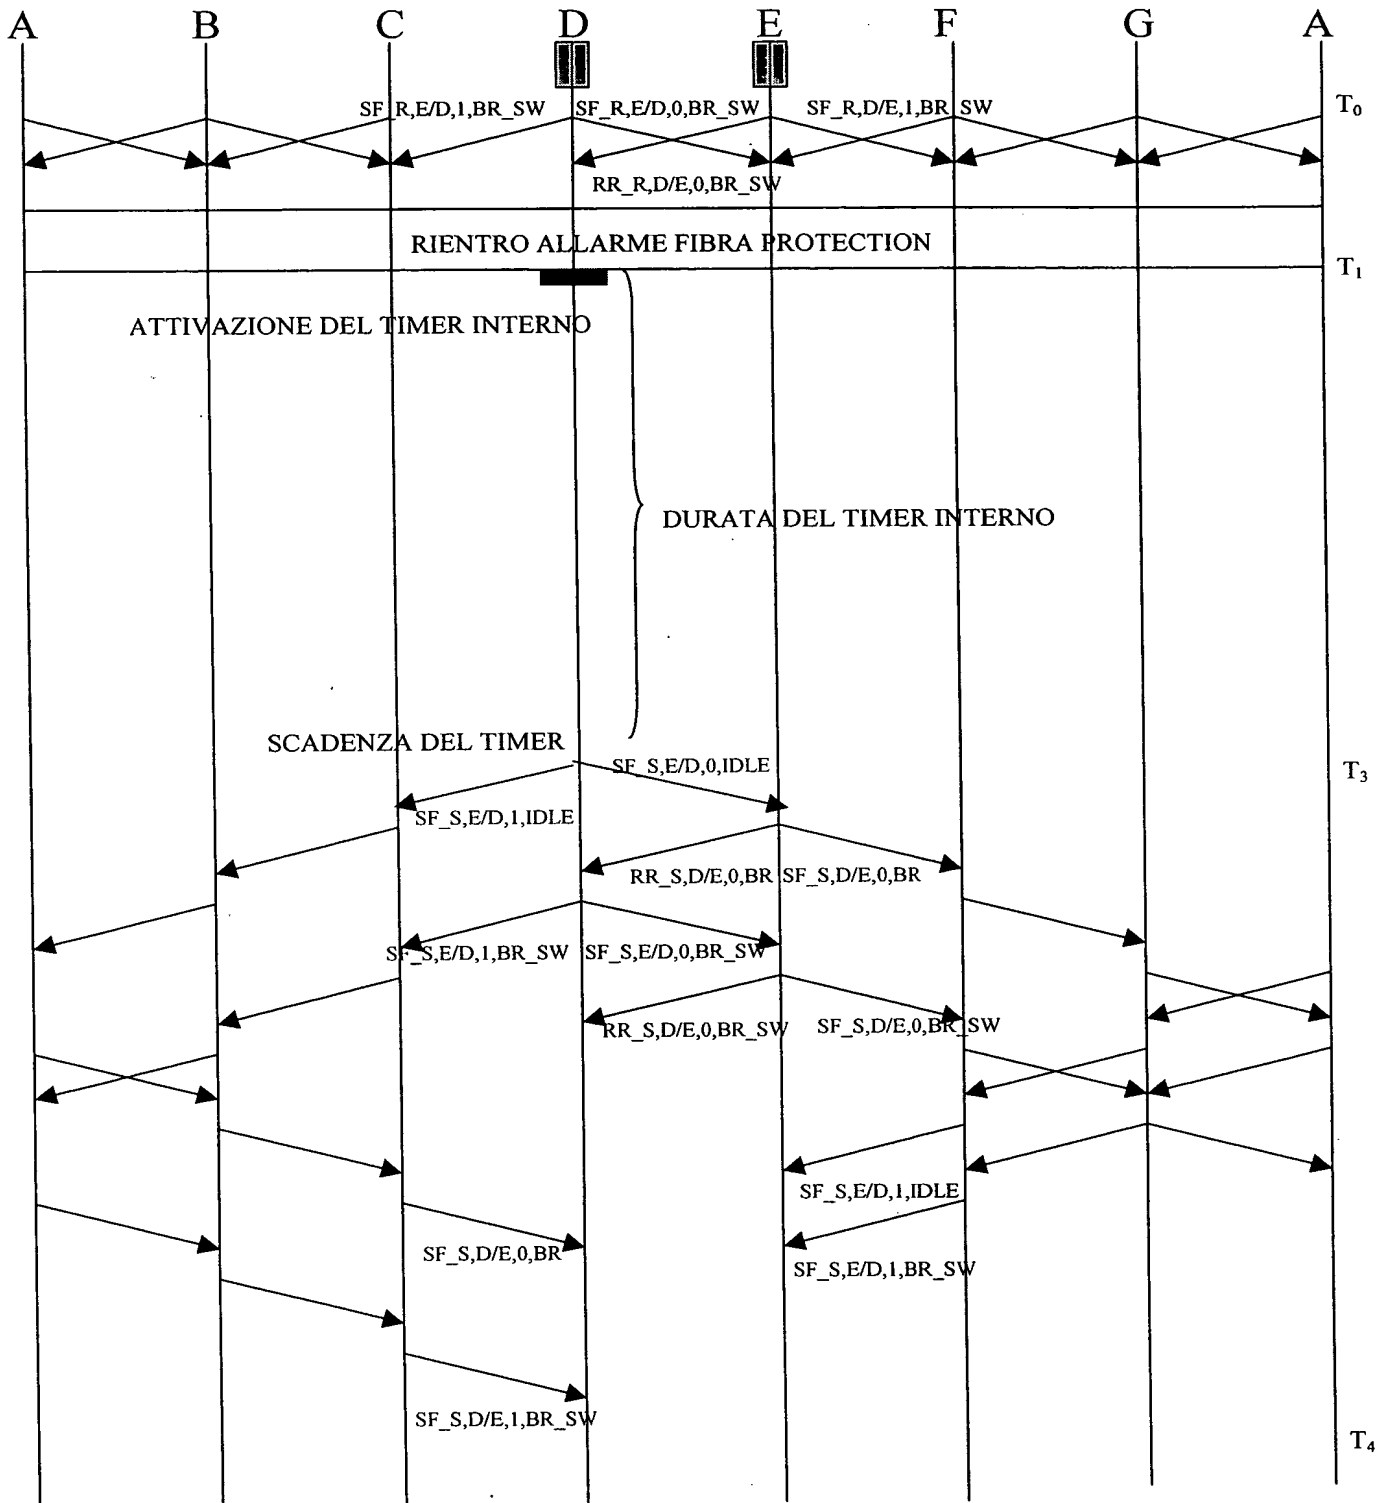 A B C D E F G A
SF_R,E/D,1,BR_SW SF_R,E/D,0,BR_SW SF_R,D/E,1,BR_SW T0
RR_R,D/E,0,BR_SW
RIENTRO ALLARME FIBRA PROTECTION
T1
ATTIVAZIONE DEL TIMER INTERNO
DURATA DEL TIMER INTERNO
SCADENZA DEL TIMER
SF_S,E/D,0,IDLE T3
SF_S,E/D,1,IDLE
RR_S,D/E,0,BR SF_S,D/E,0,BR
SF_S,E/D,1,BR_SW SF_S,E/D,0,BR_SW
RR_S,D/E,0,BR_SW SF_S,D/E,0,BR_SW
SF_S,E/D,1,IDLE
SF_S,D/E,0,BR
SF_S,E/D,1,BR_SW
SF_S,D/E,1,BR_SW
T4